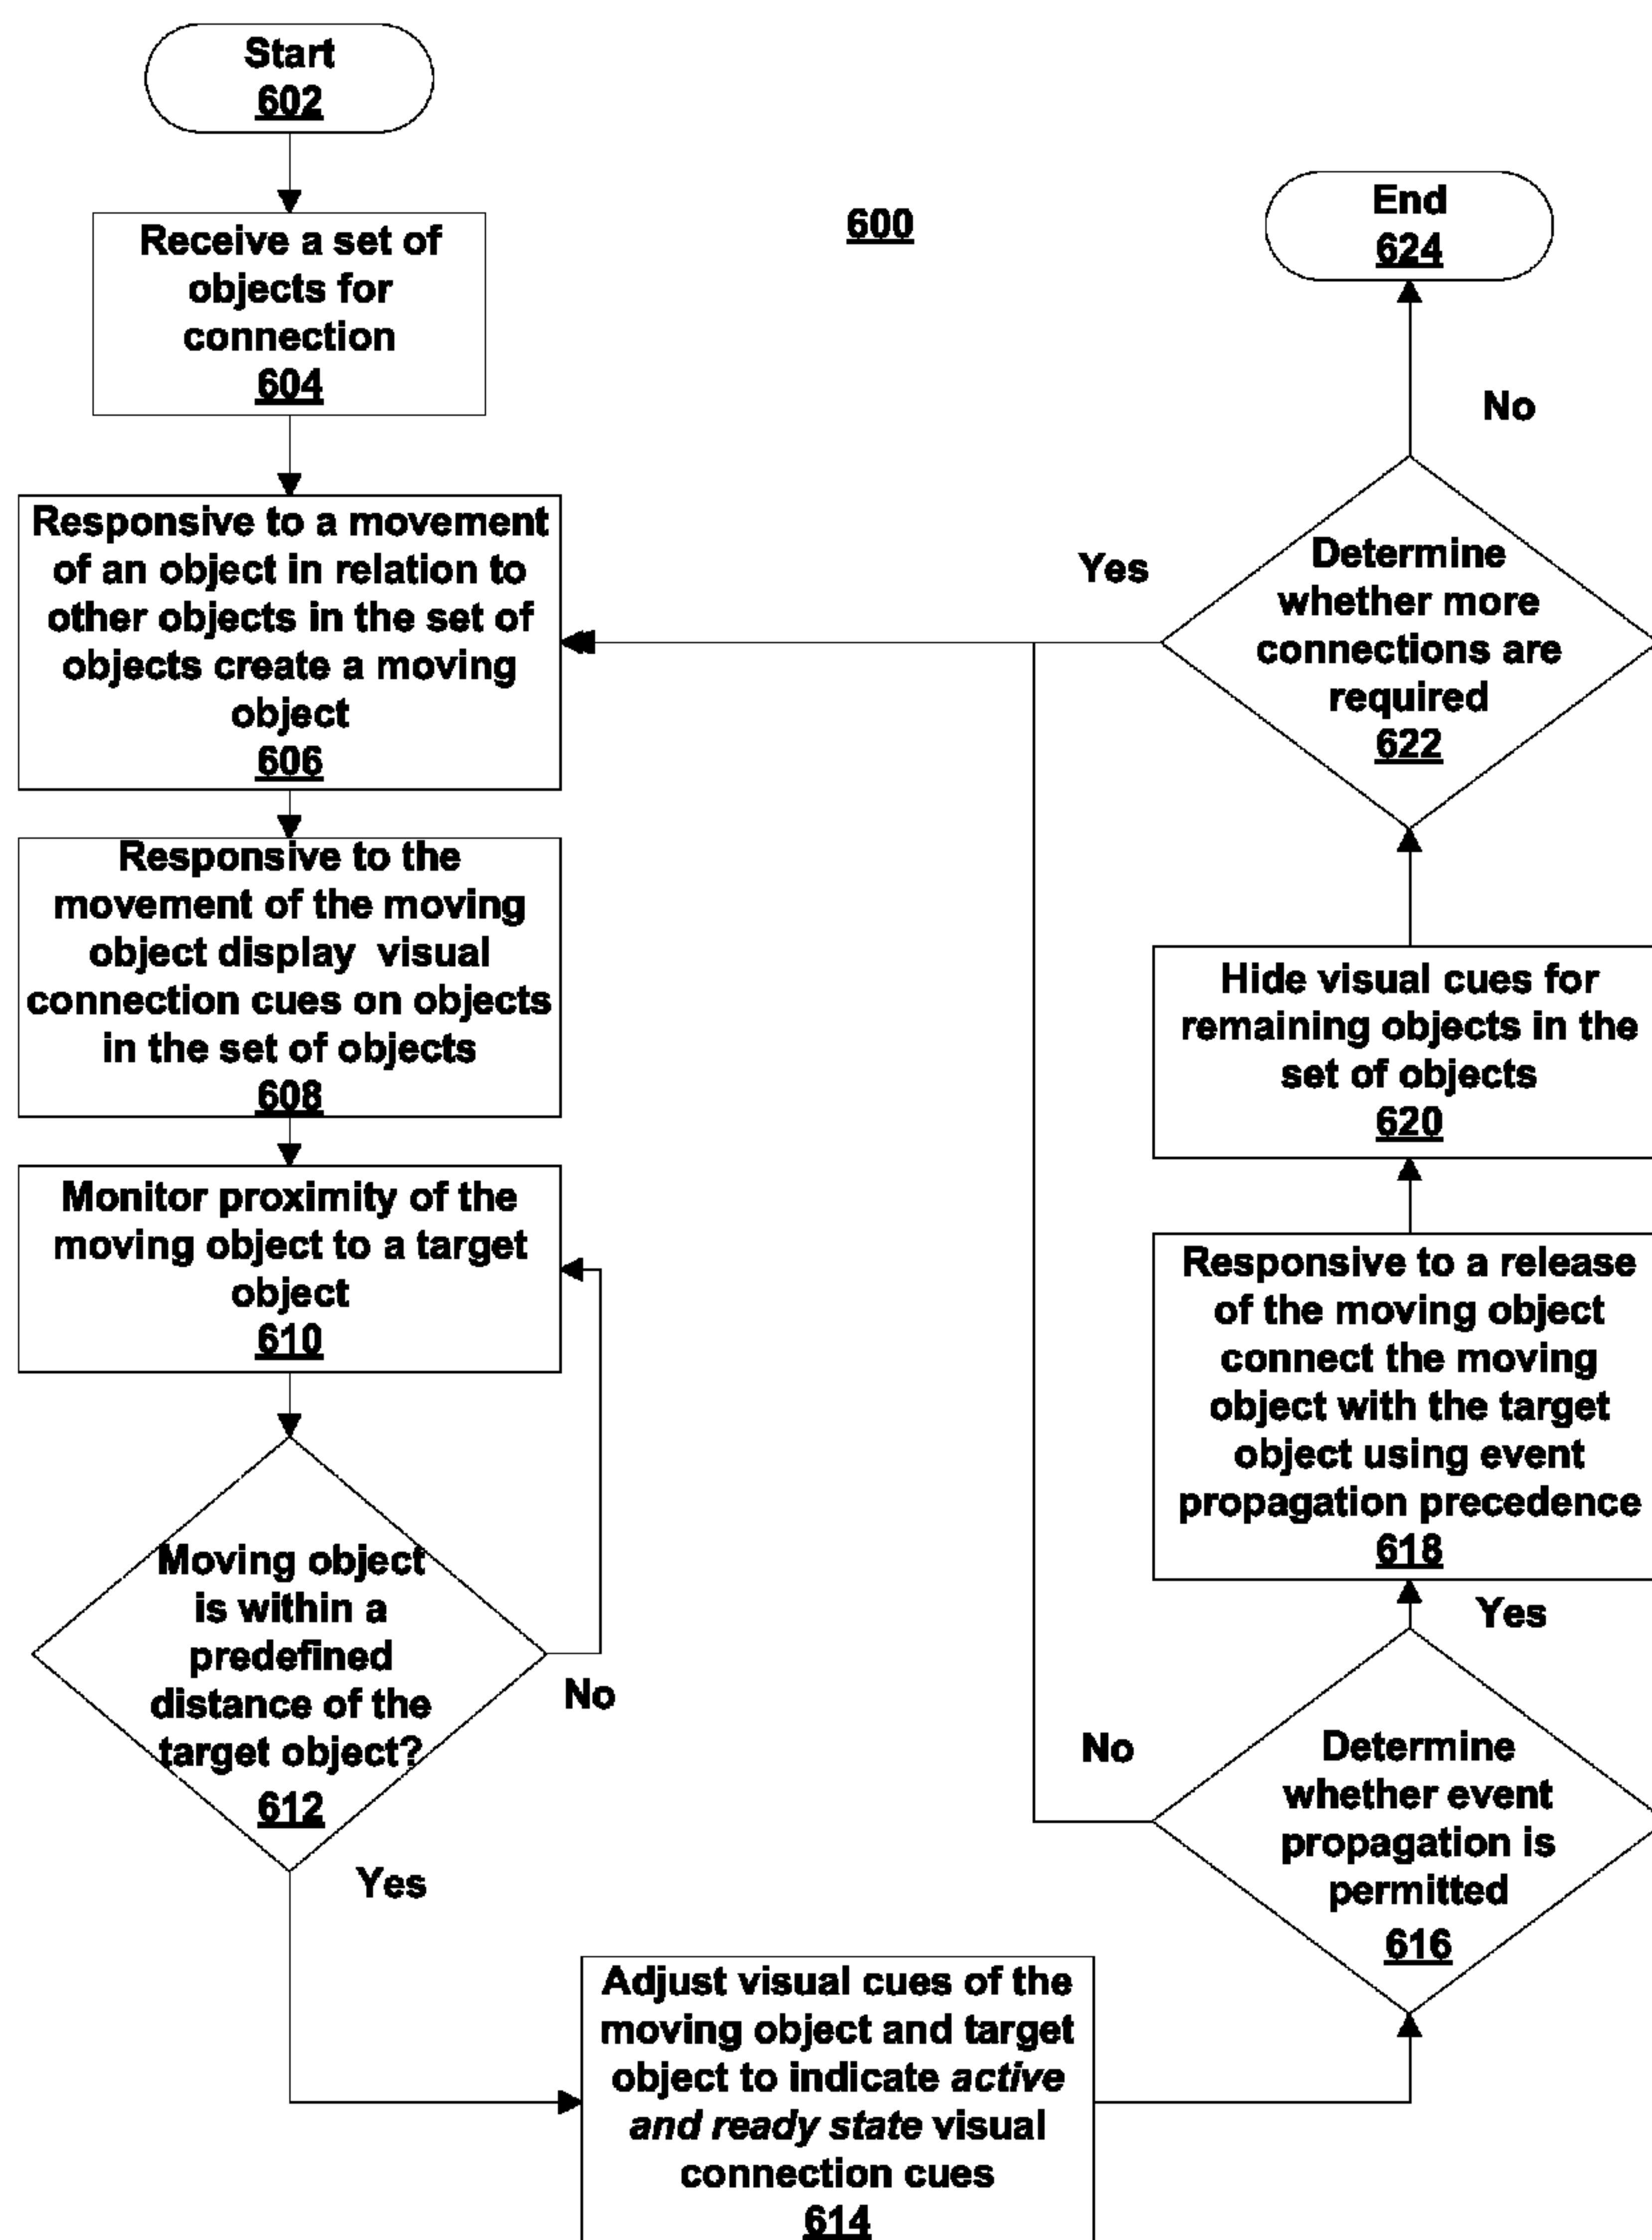 Start
602
Receive a set of
objects for
connection
604
Responsive to a movement
of an object in relation to
other objects in the set of
objects create a moving
object
606
Responsive to the
movement of the moving
object display visual
connection cues on objects
in the set of objects
608
Monitor proximity of the
moving object to a target
object
610
Moving object
is within a
predefined
distance of the
target object?
612
No
Yes
Adjust visual cues of the
moving object and target
object to indicate active
and ready state visual
connection cues
614
Determine
whether event
propagation is
permitted
616
No
Yes
Responsive to a release
of the moving object
connect the moving
object with the target
object using event
propagation precedence
618
Hide visual cues for
remaining objects in the
set of objects
620
Determine
whether more
connections are
required
622
Yes
No
End
624
600